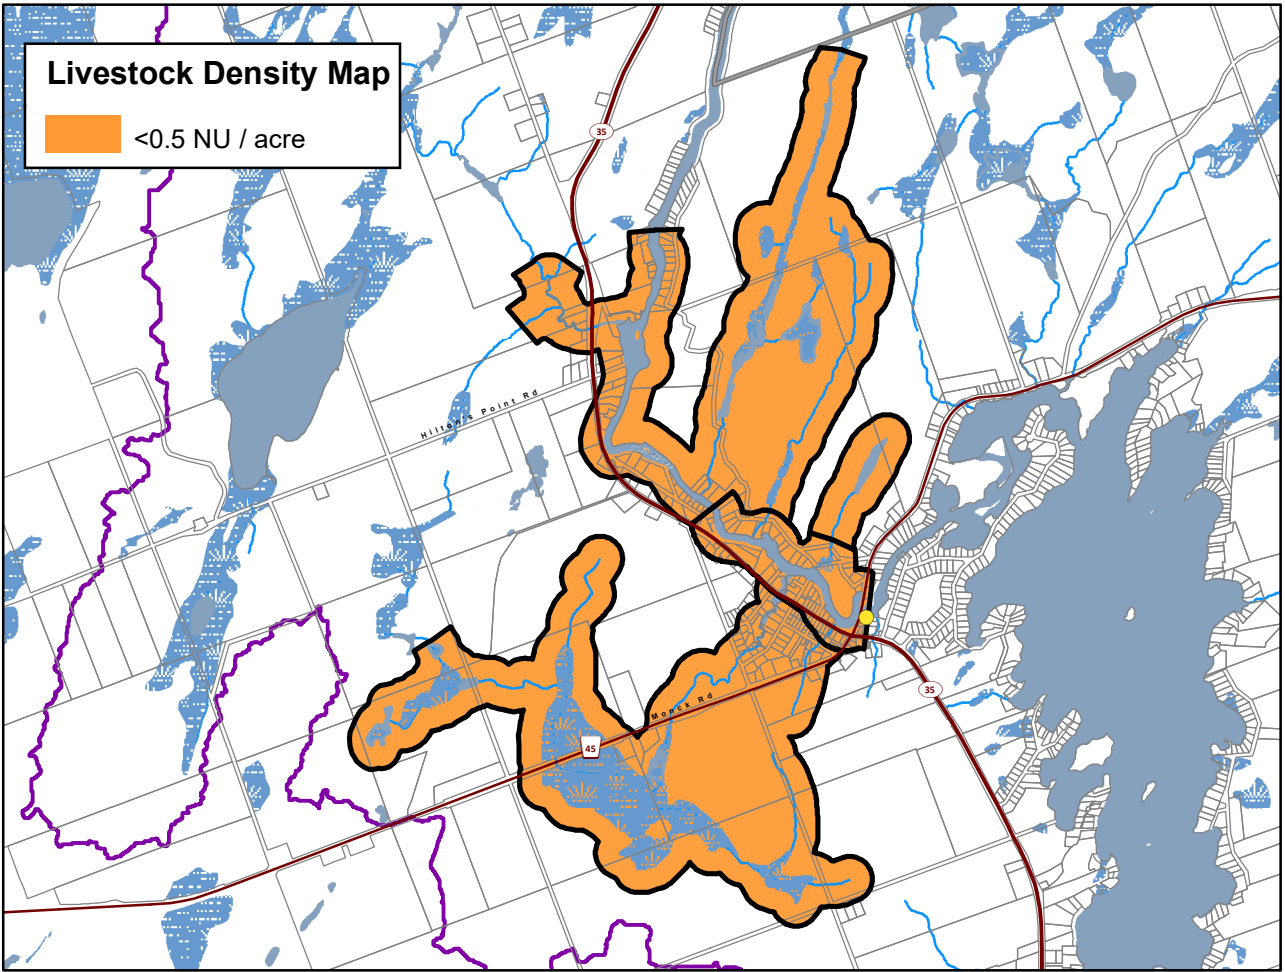 Livestock Density Map
<0.5 NU / acre
35
Hilton's Point Rd
Monck Rd
35
45